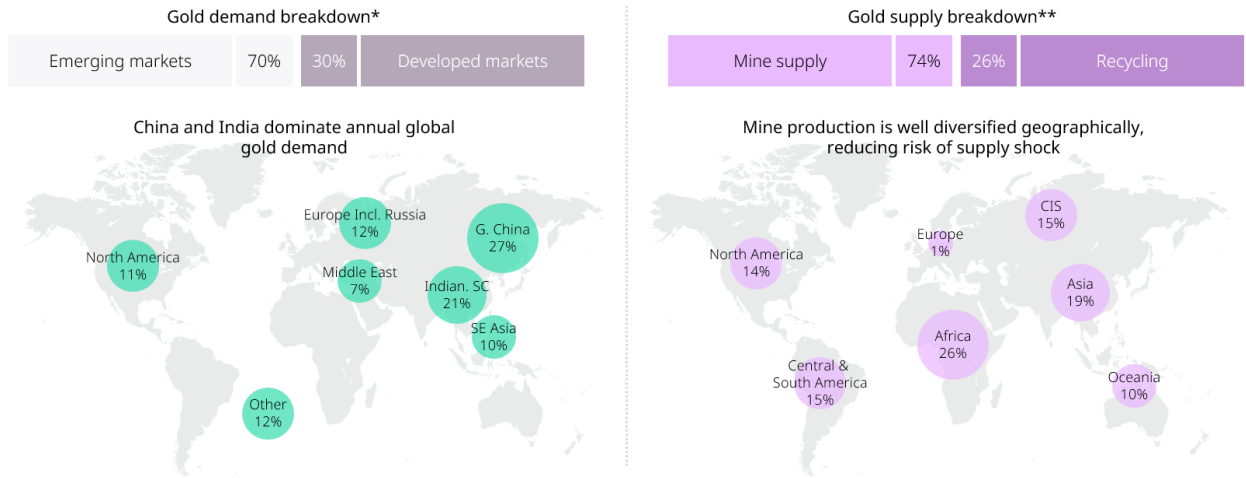 Gold demand breakdown*
Emerging markets
70%
30%
Developed markets
China and India dominate annual global
gold demand
Europe Incl. Russia
12%
G. China
27%
North America
11%
Middle East
7%
Indian. SC
21%
SE Asia
10%
Other
12%
Gold supply breakdown**
Mine supply
74%
26%
Recycling
Mine production is well diversified geographically,
reducing risk of supply shock
CIS
15%
Europe
1%
North America
14%
Asia
19%
Africa
26%
Central &
South America
15%
Oceania
10%